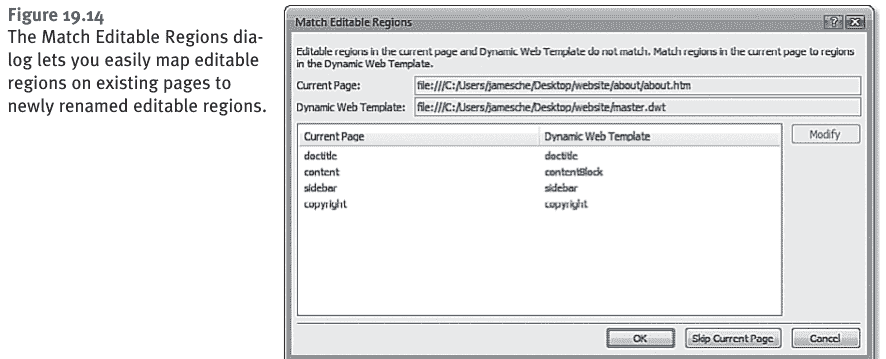 Figure 19.14
The Match Editable Regions dia-
log lets you easily map editable
regions on existing pages to
newly renamed editable regions.
Match Editable Regions
Editable regions in the current page and Dynamic Web Template do not match. Match regions in the current page to regions
in the Dynamic Web Template.
Current Page: file:///C:/Users/jamesche/Desktop/website/about/about.htm
Dynamic Web Template: file:///C:/Users/jamesche/Desktop/website/master.dwt
Current Page Dynamic Web Template Modify
doctitle doctitle
content contentBlock
sidebar sidebar
copyright copyright
OK Skip Current Page Cancel